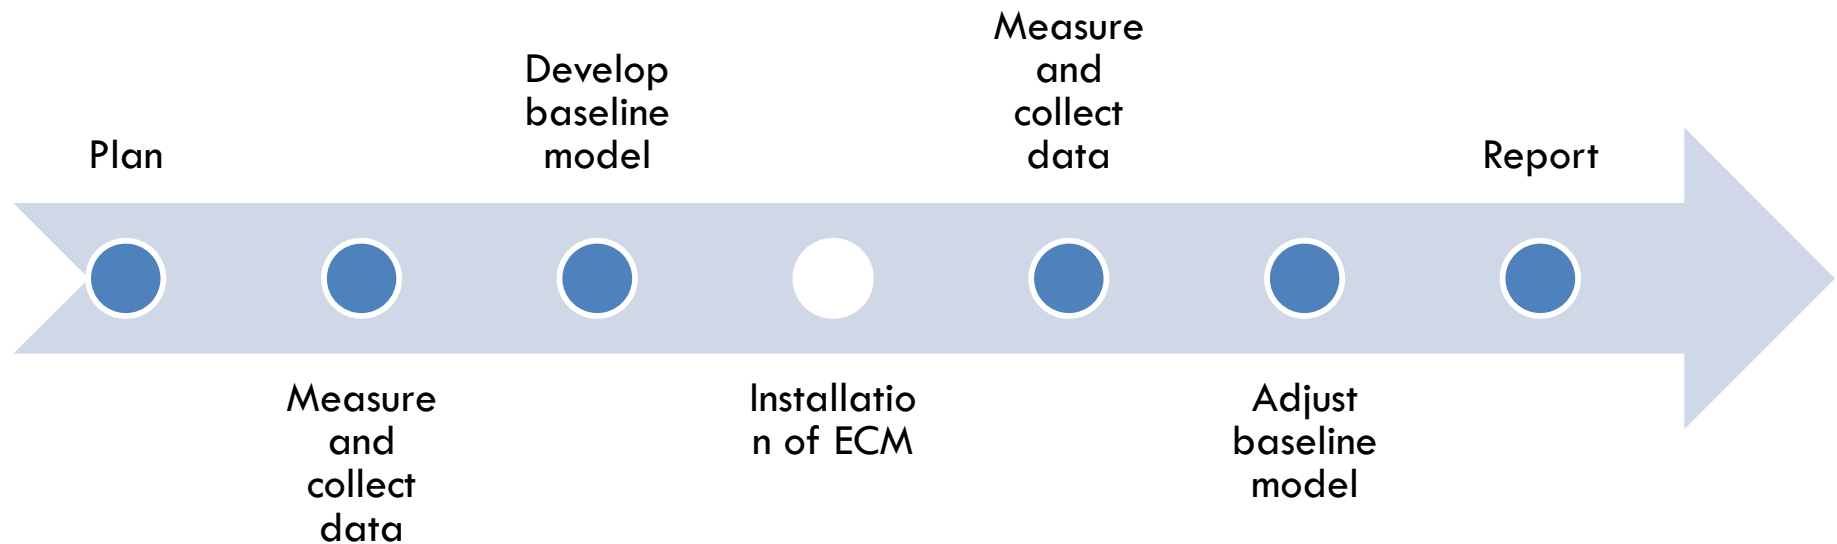 Plan
Measure
and
collect
data
Develop
baseline
model
Installatio
n of ECM
Measure
and
collect
data
Adjust
baseline
model
Report